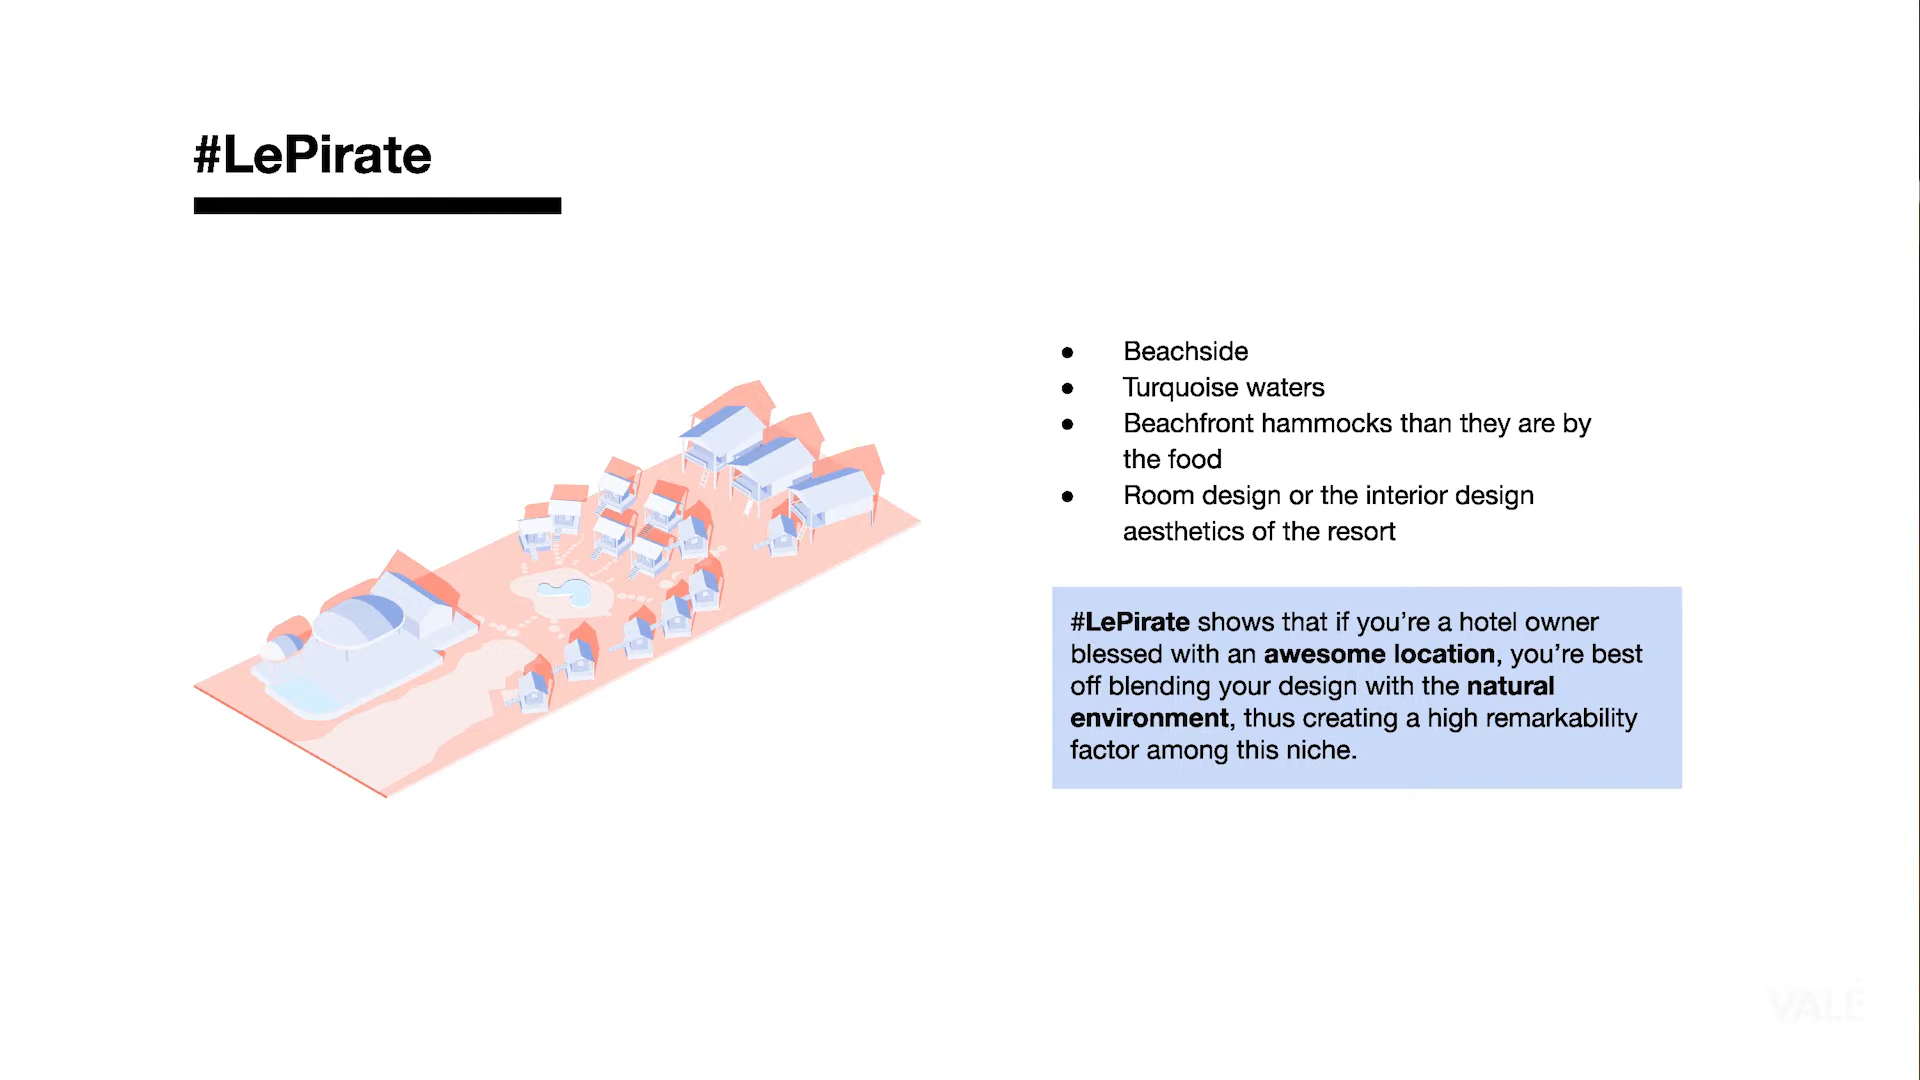 #LePirate
● Beachside
● Turquoise waters
● Beachfront hammocks than they are by
the food
● Room design or the interior design
aesthetics of the resort
#LePirate shows that if you’re a hotel owner
blessed with an awesome location, you’re best
off blending your design with the natural
environment, thus creating a high remarkability
factor among this niche.
VALÉ